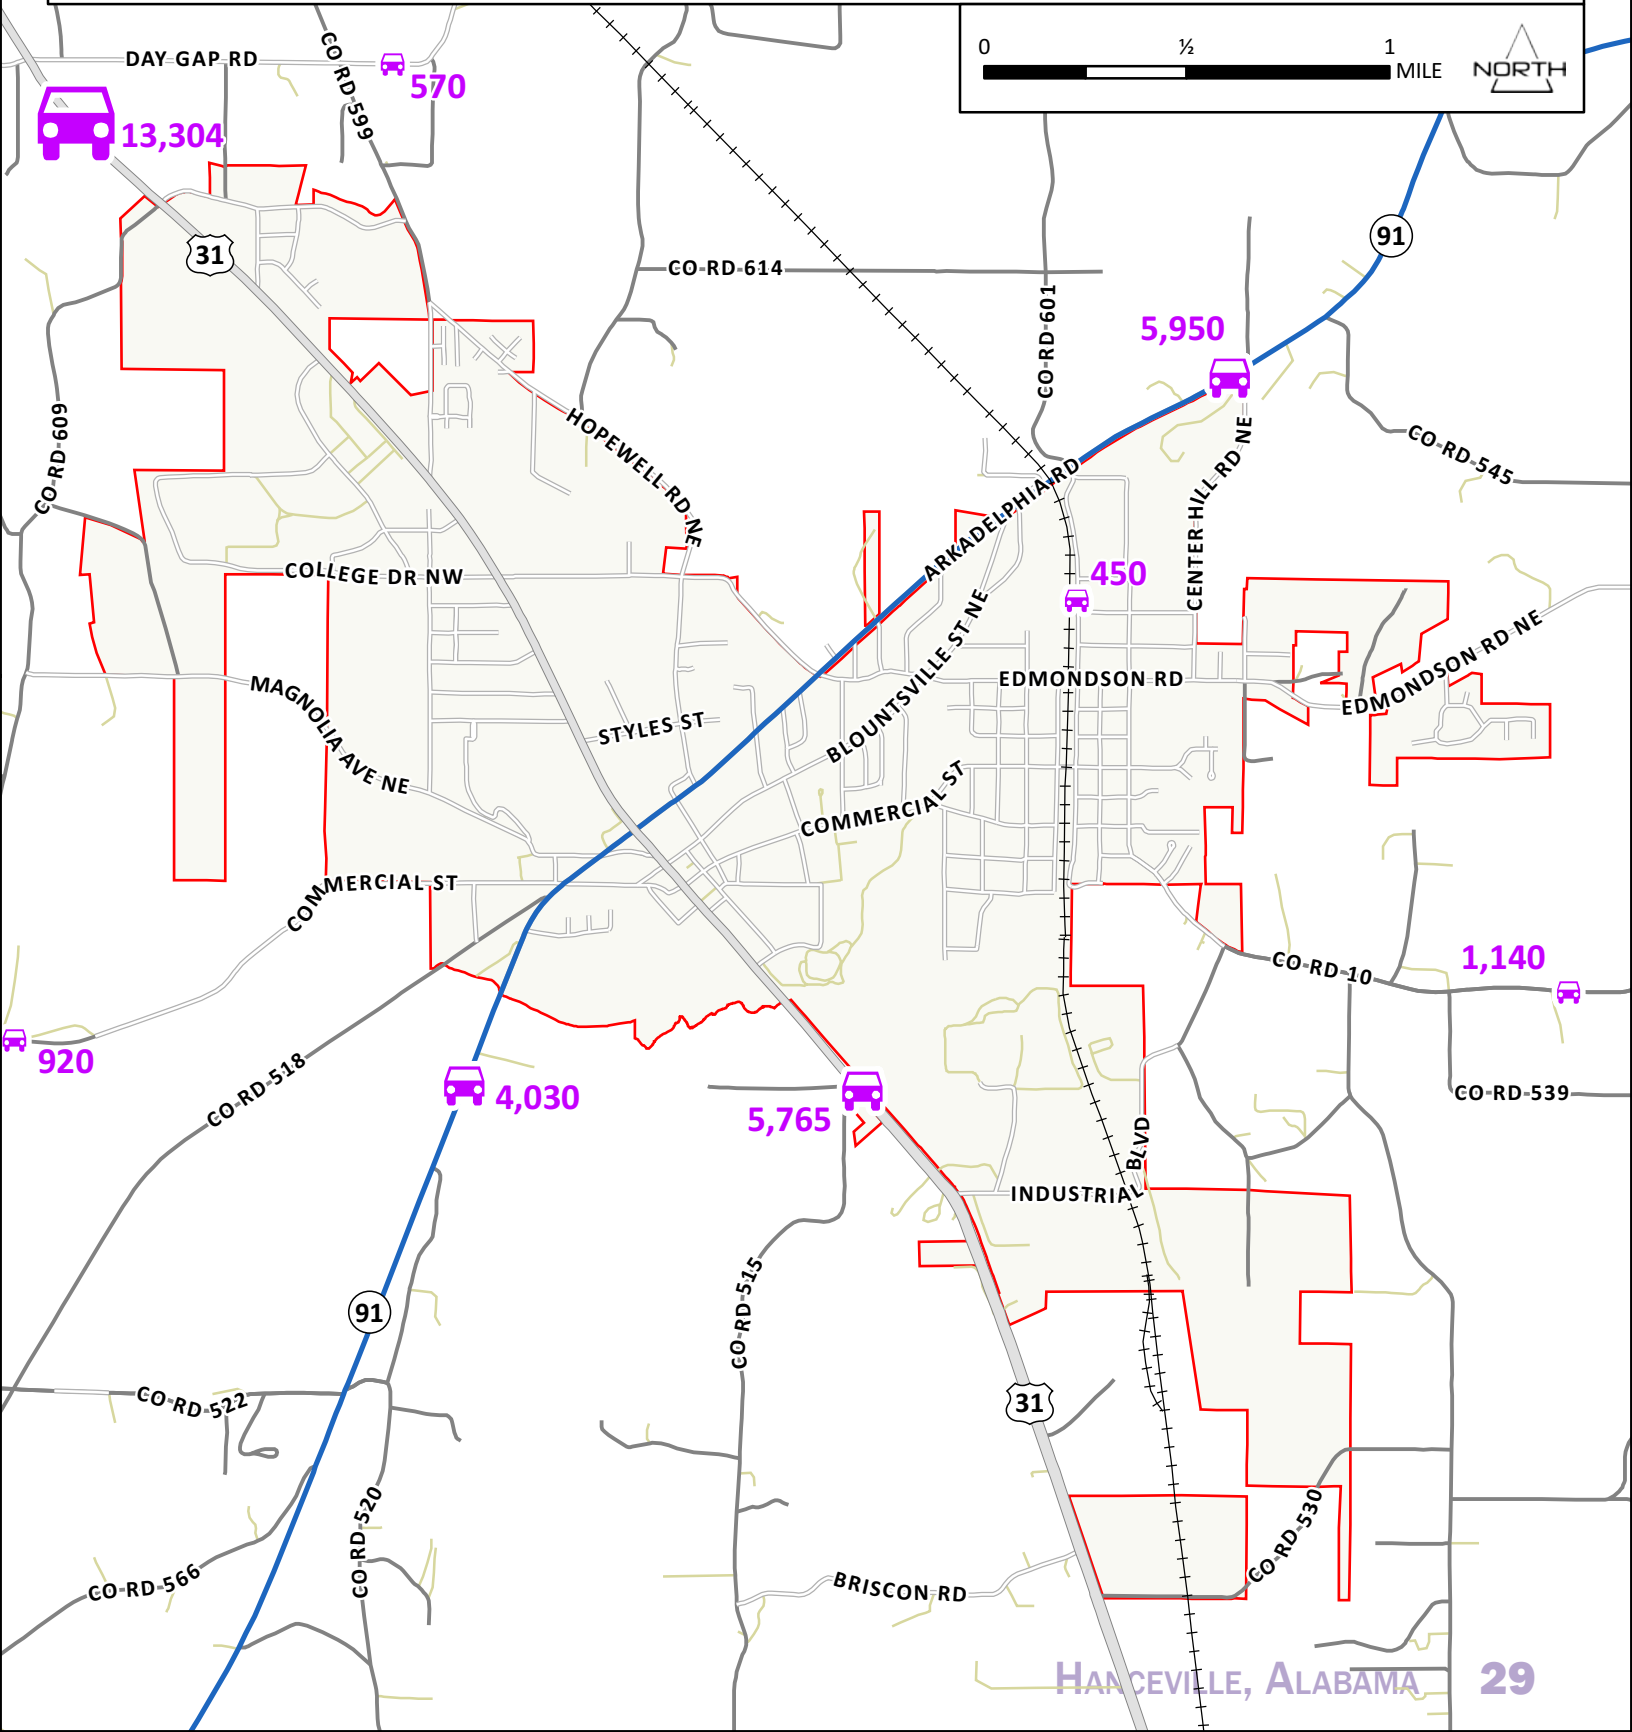 0 ½ 1
MILE
NORTH
DAY GAP RD
CO RD 599
570
13,304
31
91
CO RD 614
CO RD 601
5,950
CO RD 609
HOPEWELL RD NE
CO RD 545
CENTER HILL RD NE
ARKADELPHIA RD
COLLEGE DR NW
450
BLOUNTSVILLE ST NE
EDMONDSON RD
EDMONDSON RD NE
MAGNOLIA AVE NE
STYLES ST
COMMERCIAL ST
COMMERCIAL ST
CO RD 10
1,140
920
CO RD 518
4,030
5,765
CO RD 539
BLVD
INDUSTRIAL
91
CO RD 515
31
CO RD 522
CO RD 520
CO RD 530
CO RD 566
BRISCON RD
HANCEVILLE, ALABAMA 29